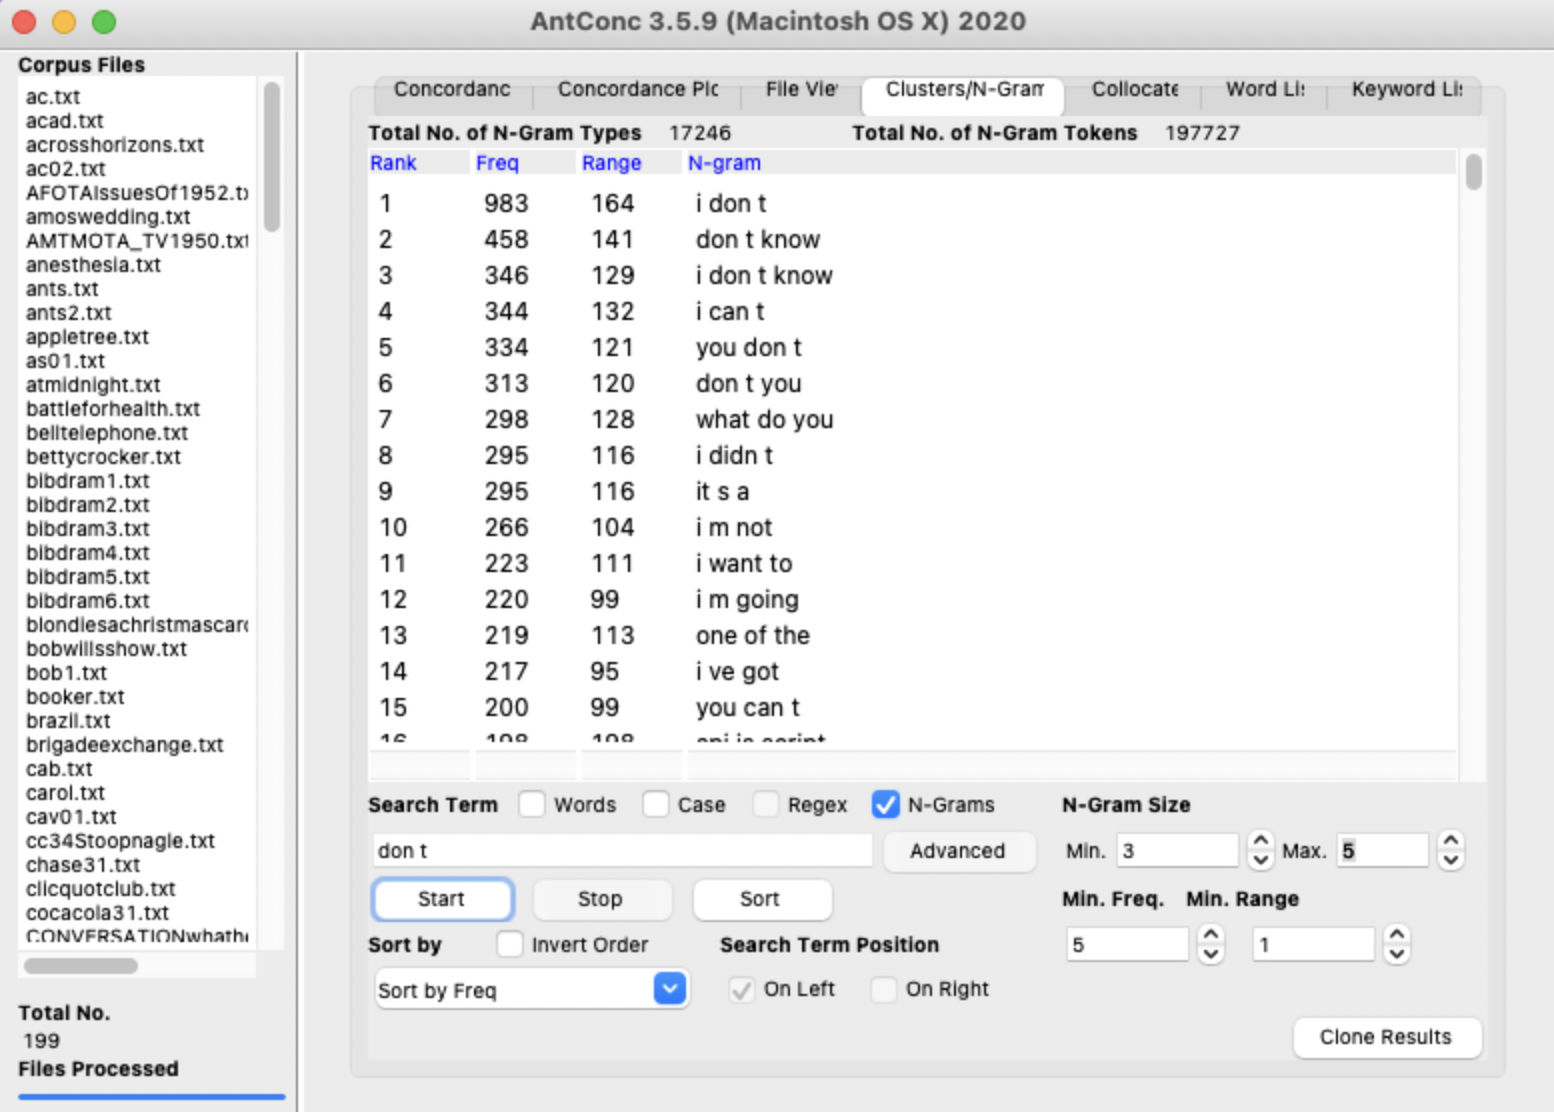 AntConc 3.5.9 (Macintosh OS X) 2020
Corpus Files
ac.txt
acad.txt
acrosshorizons.txt
ac02.txt
AFOTAIssuesOf1952.tx
amoswedding.txt
AMTMOTA_TV1950.txt
anesthesia.txt
ants.txt
ants2.txt
appletree.txt
as01.txt
atmidnight.txt
battleforhealth.txt
belltelephone.txt
bettycrocker.txt
bibdram1.txt
bibdram2.txt
bibdram3.txt
bibdram4.txt
bibdram5.txt
bibdram6.txt
blondiesachristmascaro
bobwillsshow.txt
bob1.txt
booker.txt
brazil.txt
brigadeexchange.txt
cab.txt
carol.txt
cav01.txt
cc34Stoopnagle.txt
chase31.txt
clicquotclub.txt
cocacola31.txt
CONVERSATIONwhathe
Total No.
199
Files Processed
Concordanc Concordance Plo File Vie Clusters/N-Gram Collocate Word Lis Keyword Lis
Total No. of N-Gram Types 17246 Total No. of N-Gram Tokens 197727
Rank Freq Range N-gram
1 983 164 i don t
2 458 141 don t know
3 346 129 i don t know
4 344 132 i can t
5 334 121 you don t
6 313 120 don t you
7 298 128 what do you
8 295 116 i didn t
9 295 116 it s a
10 266 104 i m not
11 223 111 i want to
12 220 99 i m going
13 219 113 one of the
14 217 95 i ve got
15 200 99 you can t
16 198 198
Search Term Words Case Regex N-Grams N-Gram Size
don t Advanced Min. 3 Max. 5
Start Stop Sort Min. Freq. Min. Range
Sort by Invert Order Search Term Position 5 1
Sort by Freq On Left On Right
Clone Results